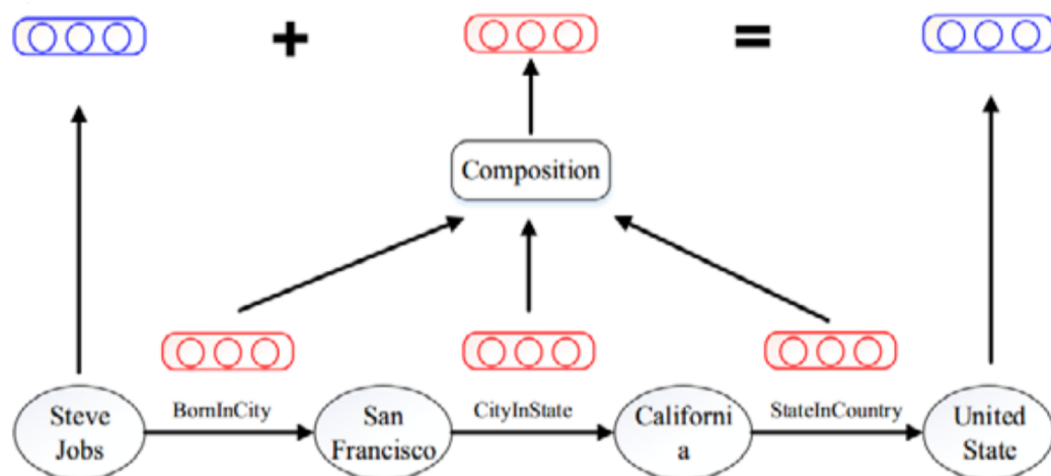 +
=
Composition
Steve
Jobs
BornInCity
San
Francisco
CityInState
Californi
a
StateInCountry
United
State